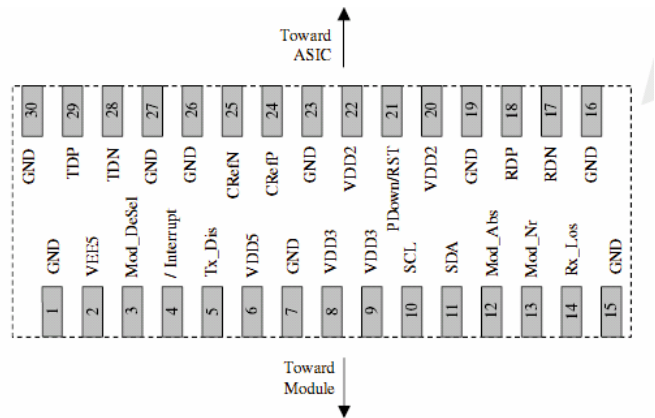 Toward
ASIC
30 29 28 27 26 25 24 23 22 21 20 19 18 17 16
GND TDP TDN GND GND CRefN CRefP GND VDD2 PDown/RST VDD2 GND RDP RDN GND
GND VEE5 Mod_DeSel / Interrupt Tx_Dis VDD5 GND VDD3 VDD3 SCL SDA Mod_Abs Mod_Nr Rx_Los GND
1 2 3 4 5 6 7 8 9 10 11 12 13 14 15
Toward
Module